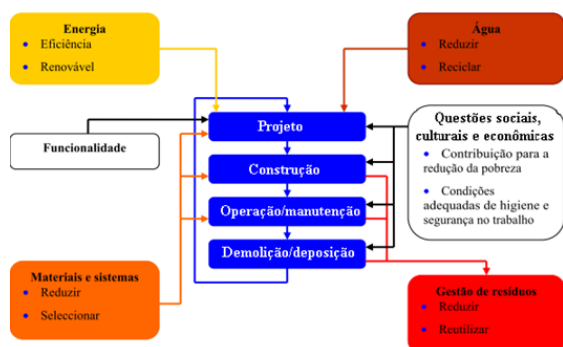 Energia
Eficiência
Renovável
Água
Reduzir
Reciclar
Funcionalidade
Projeto
Construção
Operação/manutenção
Demolição/deposição
Questões sociais,
culturais e econômicas
Contribuição para a
redução da pobreza
Condições
adequadas de higiene e
segurança no trabalho
Materiais e sistemas
Reduzir
Seleccionar
Gestão de resíduos
Reduzir
Reutilizar